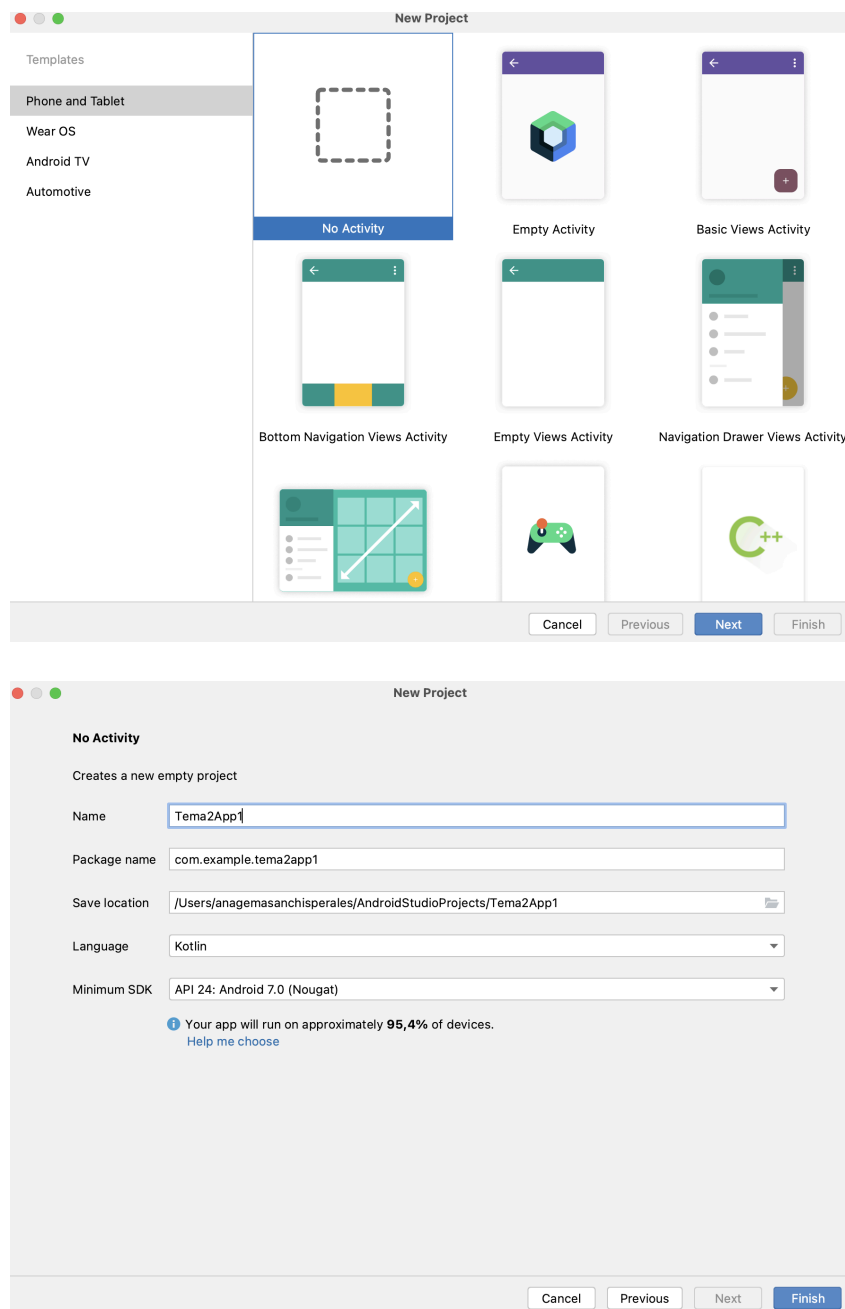 New Project
Templates
Phone and Tablet
Wear OS
Android TV
Automotive
No Activity
Empty Activity
Basic Views Activity
Bottom Navigation Views Activity
Empty Views Activity
Navigation Drawer Views Activity
C++
Cancel
Previous
Next
Finish
New Project
No Activity
Creates a new empty project
Name
Tema2App1
Package name
com.example.tema2app1
Save location
/Users/anagemasanchisperales/AndroidStudioProjects/Tema2App1
Language
Kotlin
Minimum SDK
API 24: Android 7.0 (Nougat)
Your app will run on approximately 95,4% of devices.
Help me choose
Cancel
Previous
Next
Finish